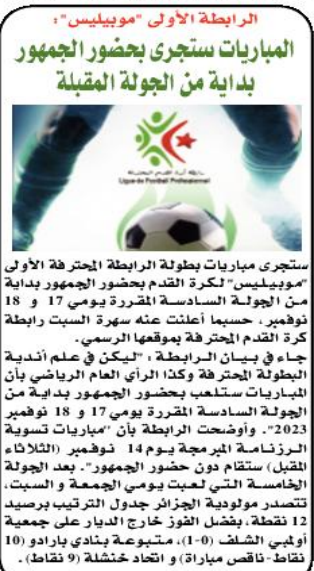 الرابطة الأولى "موبيليس":
المباريات ستجرى بحضور الجمهور
بداية من الجولة المقبلة
رابطة كرة القدم المحترفة
Ligue de Football Professionnel
ستجرى مباريات بطولة الرابطة المحترفة الأولى
"موبيليس" لكرة القدم بحضور الجمهور بداية
من الجولة السادسة المقررة يومي 17 و 18
نوفمبر، حسبما أعلنت عنه سهرة السبت رابطة
كرة القدم المحترفة بموقعها الرسمي.
جاء في بيان الرابطة: "ليكن في علم أندية
البطولة المحترفة وكذا الرأي العام الرياضي بأن
المباريات ستلعب بحضور الجمهور بداية من
الجولة السادسة المقررة يومي 17 و 18 نوفمبر
2023". وأوضحت الرابطة بأن "مباريات تسوية
الرزنامة المبرمجة يوم 14 نوفمبر (الثلاثاء
المقبل) ستقام دون حضور الجمهور". بعد الجولة
الخامسة التي لعبت يومي الجمعة و السبت،
تتصدر مولودية الجزائر جدول الترتيب برصيد
12 نقطة، بفضل الفوز خارج الديار على جمعية
أولمبي الشلف (0-1)، متبوعة بنادي بارادو (10
نقاط-ناقص مباراة) و اتحاد خنشلة (9 نقاط).